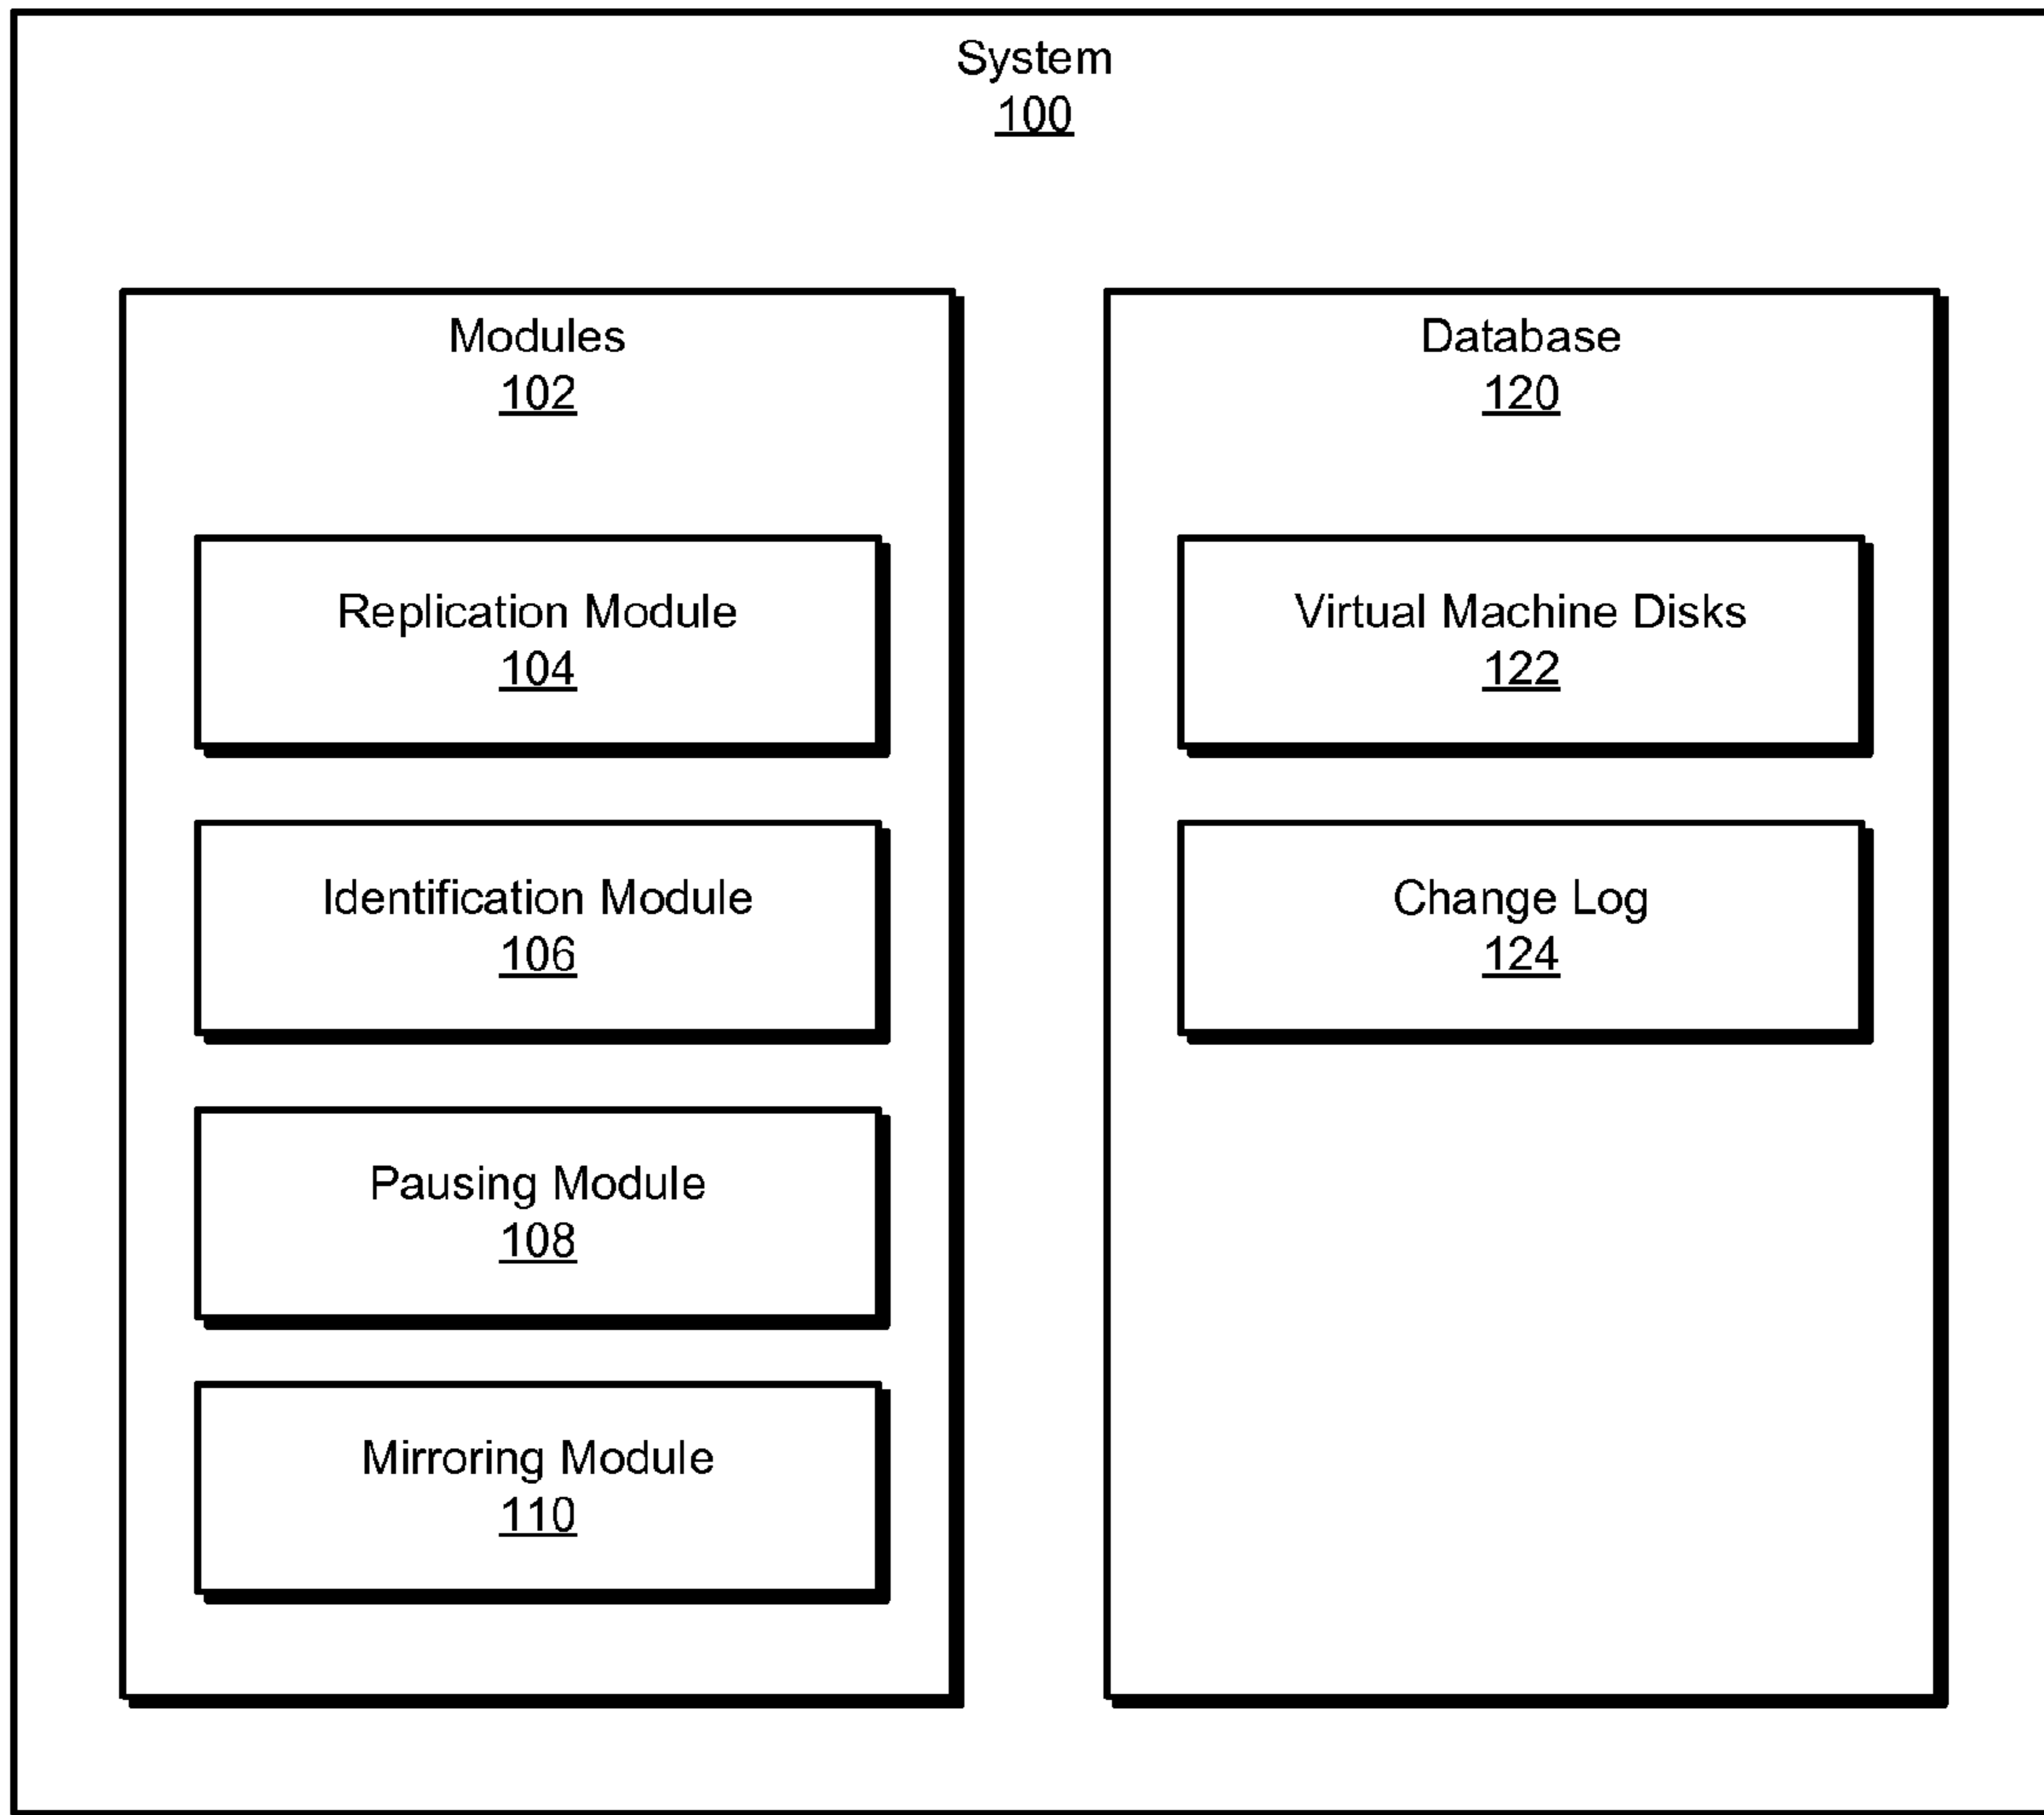 System
100
Modules
102
Replication Module
104
Identification Module
106
Pausing Module
108
Mirroring Module
110
Database
120
Virtual Machine Disks
122
Change Log
124